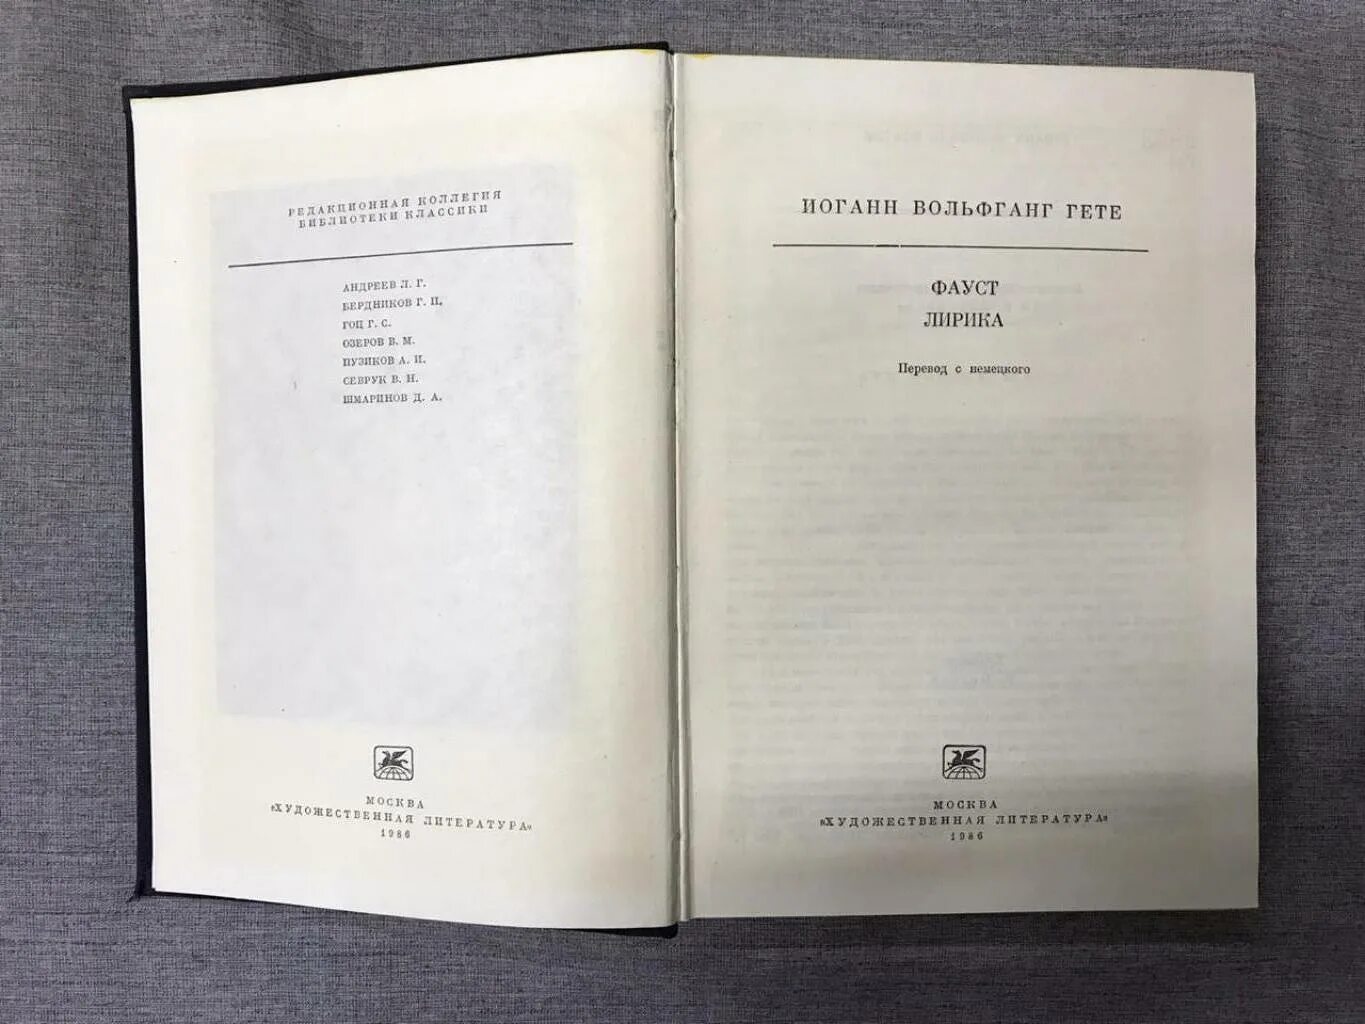 РЕДАКЦИОННАЯ КОЛЛЕГИЯ
БИБЛИОТЕКИ КЛАССИКИ
АНДРЕЕВ Л. Г.
БЕРДНИКОВ Г. П.
ГОЦ Г. С.
ОЗЕРОВ В. М.
ПУЗИКОВ А. И.
СЕВРУК В. Н.
ШМАРИНОВ Д. А.
МОСКВА
«ХУДОЖЕСТВЕННАЯ ЛИТЕРАТУРА»
1986
ИОГАНН ВОЛЬФГАНГ ГЕТЕ
ФАУСТ
ЛИРИКА
Перевод с немецкого
МОСКВА
«ХУДОЖЕСТВЕННАЯ ЛИТЕРАТУРА»
1986